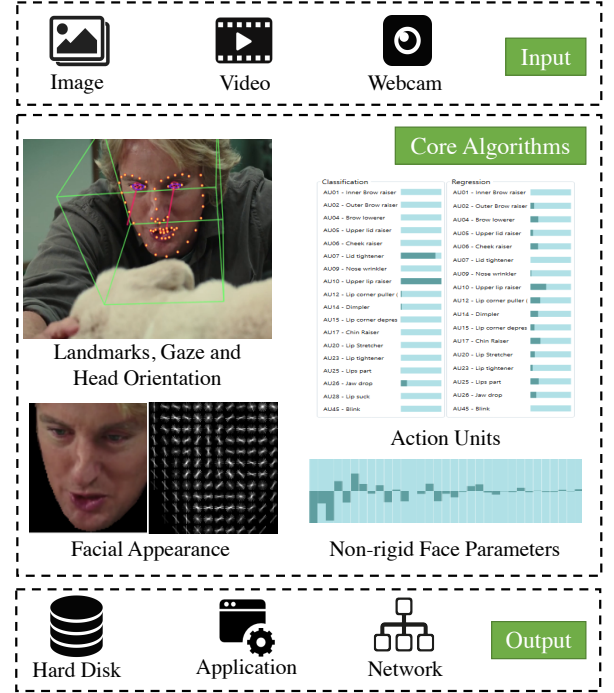 Image
Video
Webcam
Input
Core Algorithms
Landmarks, Gaze and
Head Orientation
Classification
AU01 - Inner Brow raiser
AU02 - Outer Brow raiser
AU04 - Brow lowerer
AU05 - Upper lid raiser
AU06 - Cheek raiser
AU07 - Lid tightener
AU09 - Nose wrinkler
AU10 - Upper lip raiser
AU12 - Lip corner puller (
AU14 - Dimpler
AU15 - Lip corner depres
AU17 - Chin Raiser
AU20 - Lip Stretcher
AU23 - Lip tightener
AU25 - Lips part
AU26 - Jaw drop
AU28 - Lip suck
AU45 - Blink
Regression
AU01 - Inner Brow raiser
AU02 - Outer Brow raiser
AU04 - Brow lowerer
AU05 - Upper lid raiser
AU06 - Cheek raiser
AU07 - Lid tightener
AU09 - Nose wrinkler
AU10 - Upper lip raiser
AU12 - Lip corner puller (
AU14 - Dimpler
AU15 - Lip corner depres
AU17 - Chin Raiser
AU20 - Lip Stretcher
AU23 - Lip tightener
AU25 - Lips part
AU26 - Jaw drop
AU45 - Blink
Action Units
Facial Appearance
Non-rigid Face Parameters
Hard Disk
Application
Network
Output